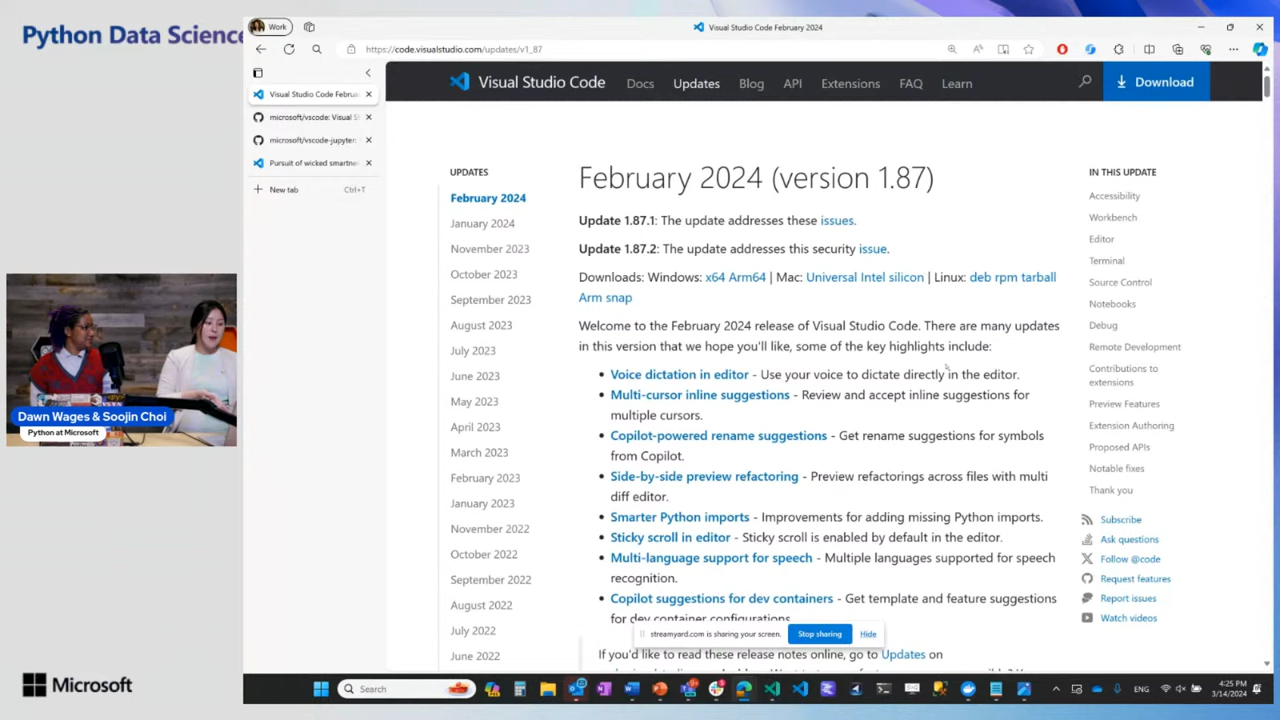 Python Data Science
Work
Visual Studio Code February 2024
https://code.visualstudio.com/updates/v1_87
Visual Studio Code Februa
microsoft/vscode: Visual S
microsoft/vscode-jupyter:
Pursuit of wicked smartne
New tab
Ctrl+T
Visual Studio Code
Docs
Updates
Blog
API
Extensions
FAQ
Learn
Download
UPDATES
February 2024
January 2024
November 2023
October 2023
September 2023
August 2023
July 2023
June 2023
May 2023
April 2023
March 2023
February 2023
January 2023
November 2022
October 2022
September 2022
August 2022
July 2022
June 2022
February 2024 (version 1.87)
Update 1.87.1: The update addresses these issues.
Update 1.87.2: The update addresses this security issue.
Downloads: Windows: x64 Arm64 | Mac: Universal Intel silicon | Linux: deb rpm tarball
Arm snap
Welcome to the February 2024 release of Visual Studio Code. There are many updates
in this version that we hope you'll like, some of the key highlights include:
• Voice dictation in editor - Use your voice to dictate directly in the editor.
• Multi-cursor inline suggestions - Review and accept inline suggestions for
multiple cursors.
• Copilot-powered rename suggestions - Get rename suggestions for symbols
from Copilot.
• Side-by-side preview refactoring - Preview refactorings across files with multi
diff editor.
• Smarter Python imports - Improvements for adding missing Python imports.
• Sticky scroll in editor - Sticky scroll is enabled by default in the editor.
• Multi-language support for speech - Multiple languages supported for speech
recognition.
• Copilot suggestions for dev containers - Get template and feature suggestions
for dev container configurations.
If you'd like to read these release notes online, go to Updates on
IN THIS UPDATE
Accessibility
Workbench
Editor
Terminal
Source Control
Notebooks
Debug
Remote Development
Contributions to
extensions
Preview Features
Extension Authoring
Proposed APIs
Notable fixes
Thank you
Subscribe
Ask questions
Follow @code
Request features
Report issues
Watch videos
streamyard.com is sharing your screen.
Stop sharing
Hide
Dawn Wages & Soojin Choi
Python at Microsoft
Microsoft
Search
ENG
4:25 PM
3/14/2024